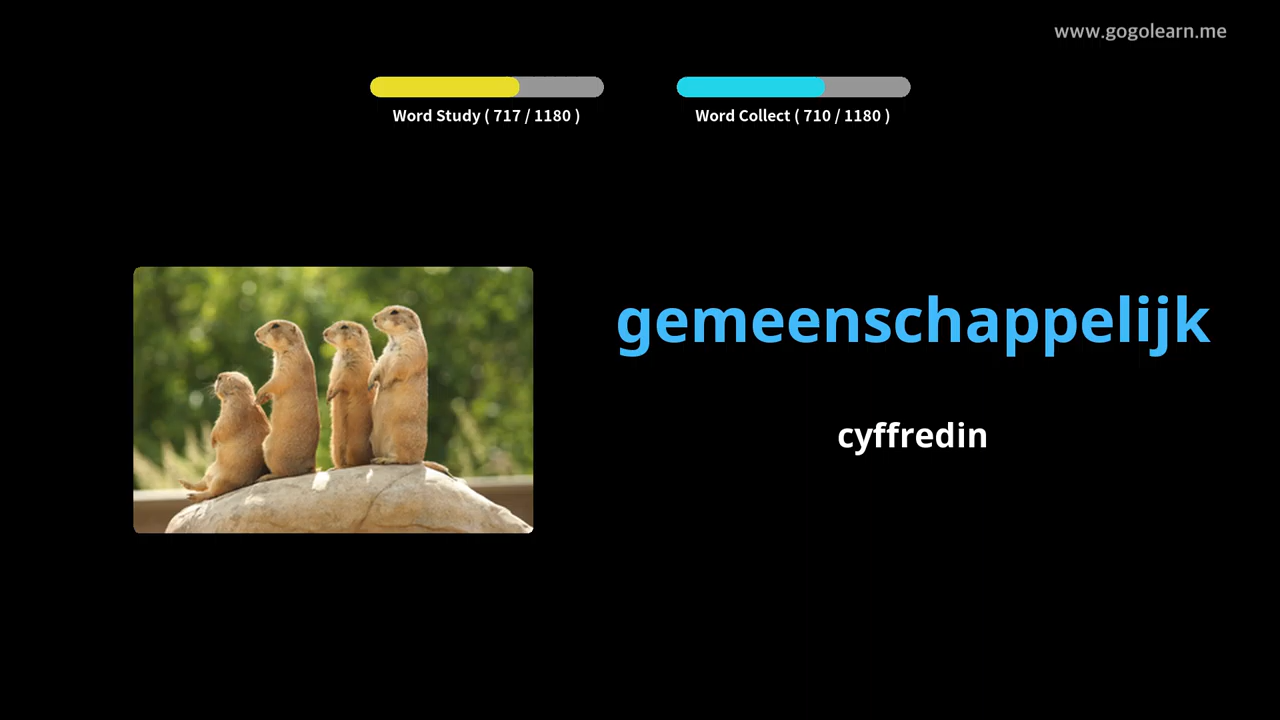 www.gogolearn.me
Word Study ( 717 / 1180 )
Word Collect ( 710 / 1180 )
gemeenschappelijk
cyffredin